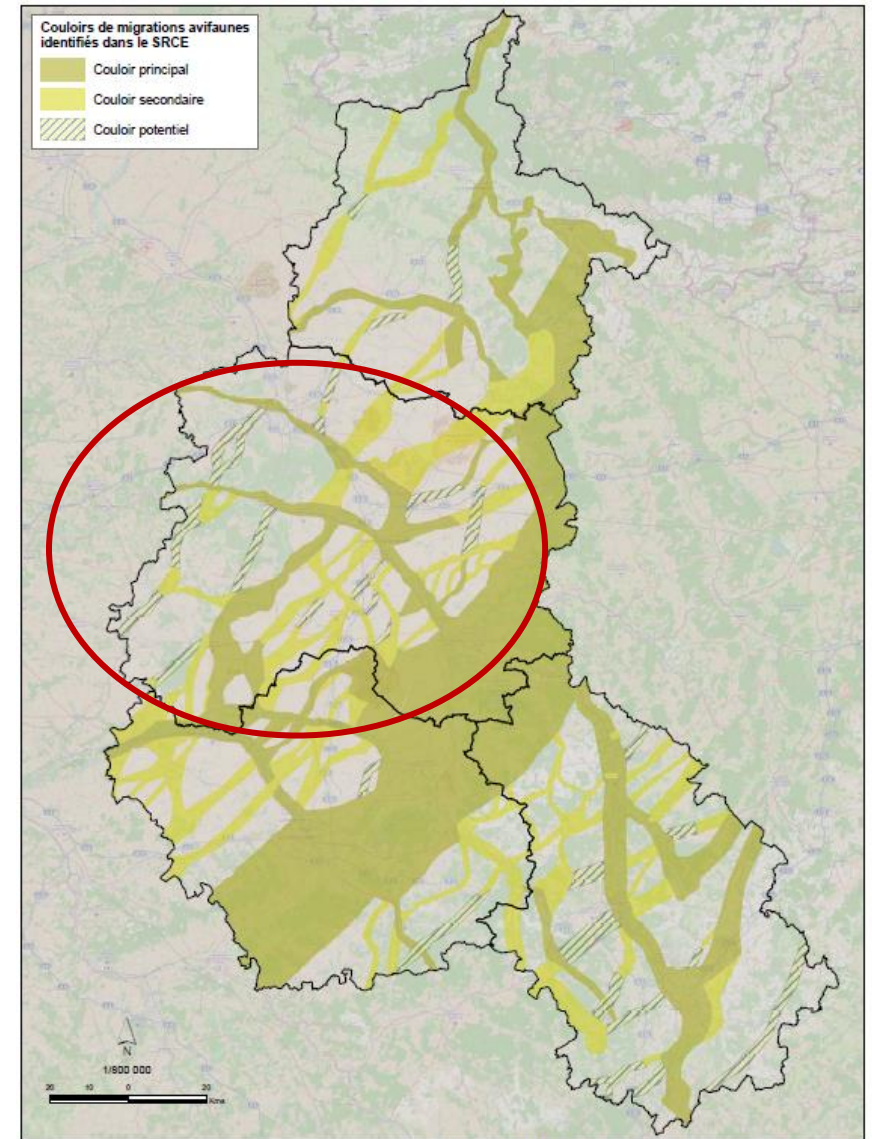 Couloirs de migrations avifaunes
identifiés dans le SRCE
Couloir principal
Couloir secondaire
Couloir potentiel
N
1/800 000
20 10 0 20
Kms